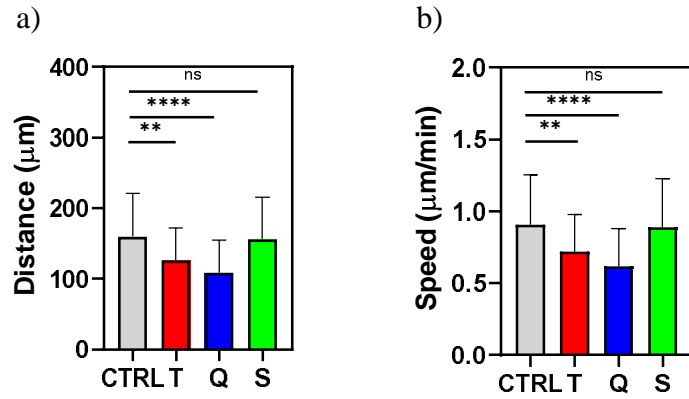 a)
Distance (μm)
400
300
200
100
0
ns
****
**
CTRL T Q S
b)
Speed (μm/min)
2.0
1.5
1.0
0.5
0.0
ns
****
**
CTRL T Q S